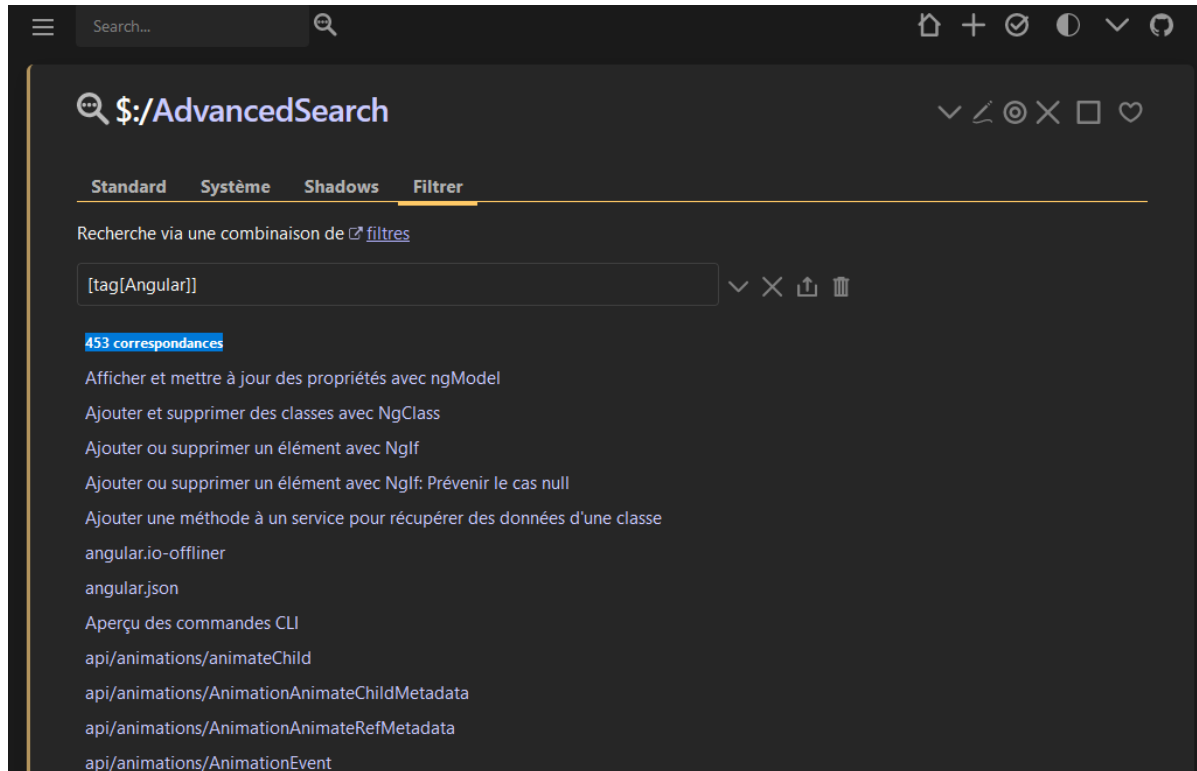 Search...
$:/AdvancedSearch
Standard Système Shadows Filtrer
Recherche via une combinaison de filtres
[tag[Angular]]
453 correspondances
Afficher et mettre à jour des propriétés avec ngModel
Ajouter et supprimer des classes avec NgClass
Ajouter ou supprimer un élément avec NgIf
Ajouter ou supprimer un élément avec NgIf: Prévenir le cas null
Ajouter une méthode à un service pour récupérer des données d'une classe
angular.io-offliner
angular.json
Aperçu des commandes CLI
api/animations/animateChild
api/animations/AnimationAnimateChildMetadata
api/animations/AnimationAnimateRefMetadata
api/animations/AnimationEvent